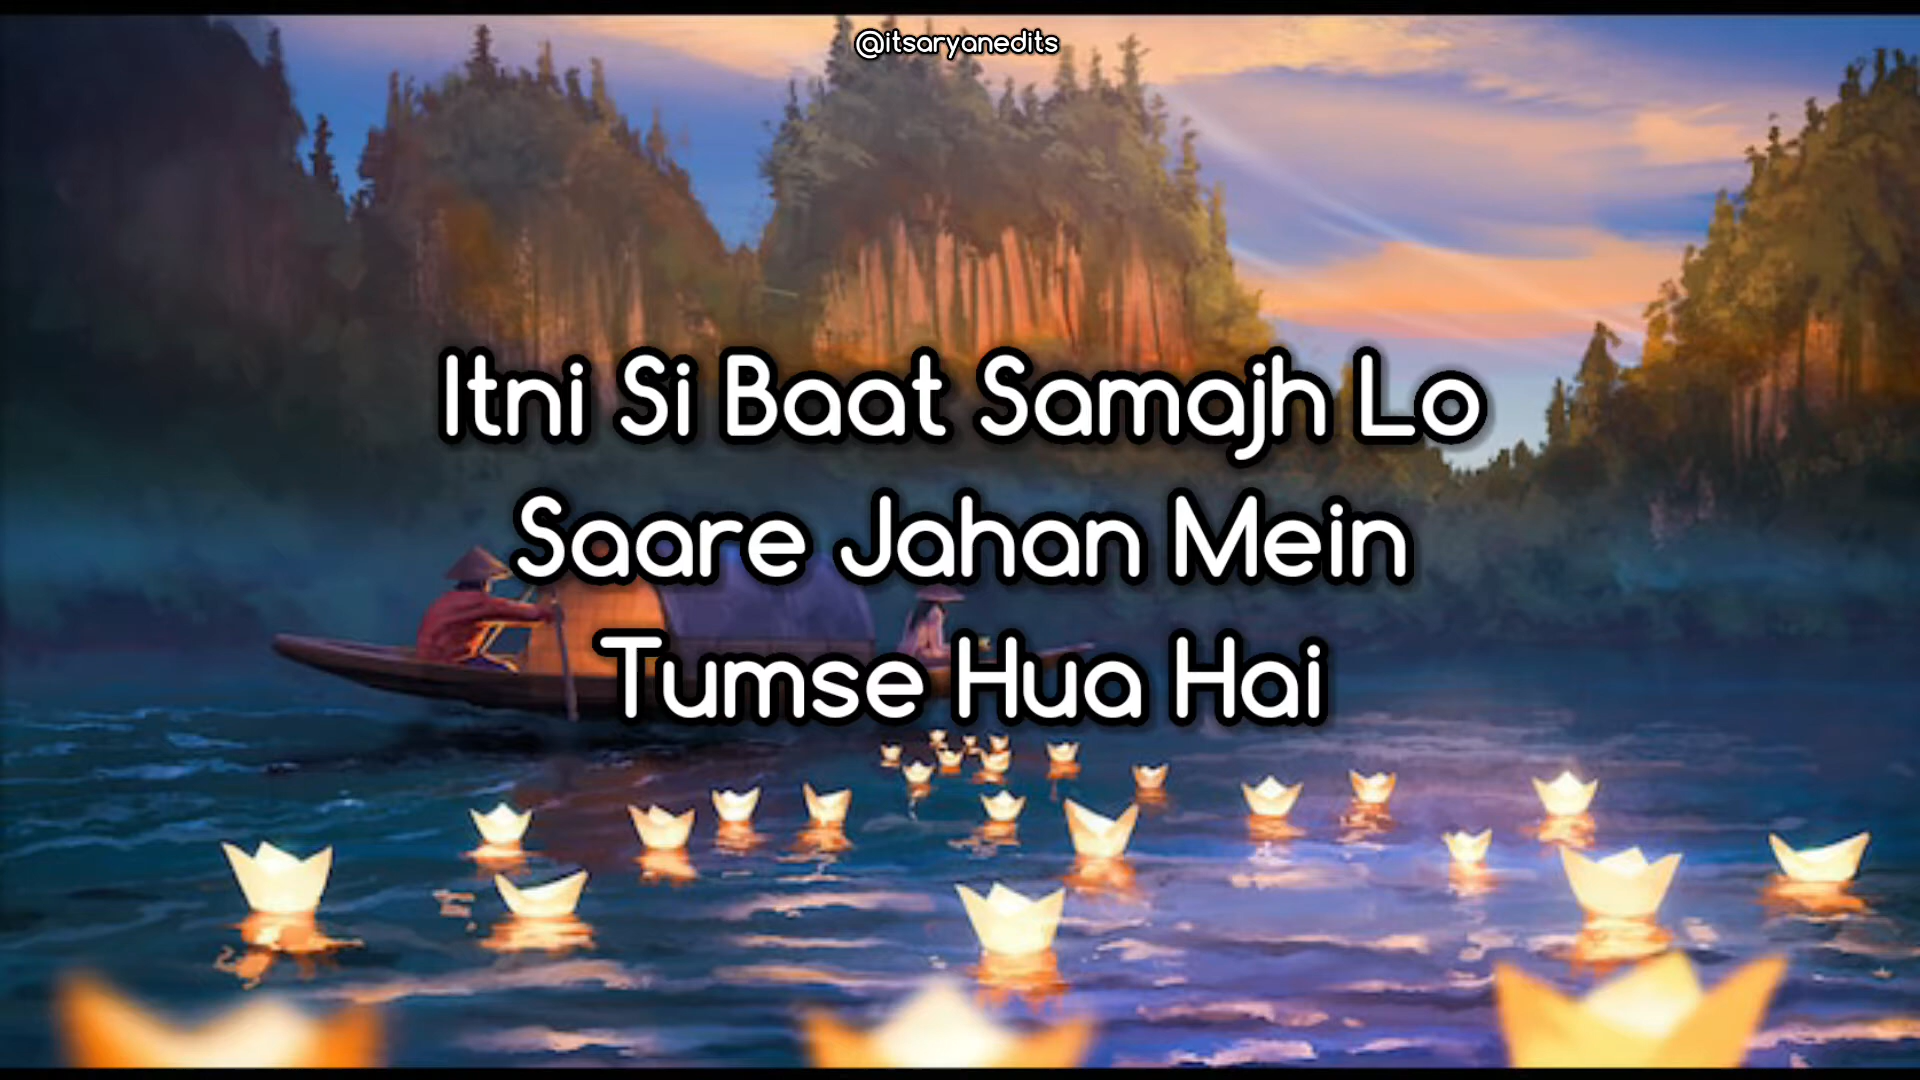 @itsaryanedits
Itni Si Baat Samajh Lo
Saare Jahan Mein
Tumse Hua Hai